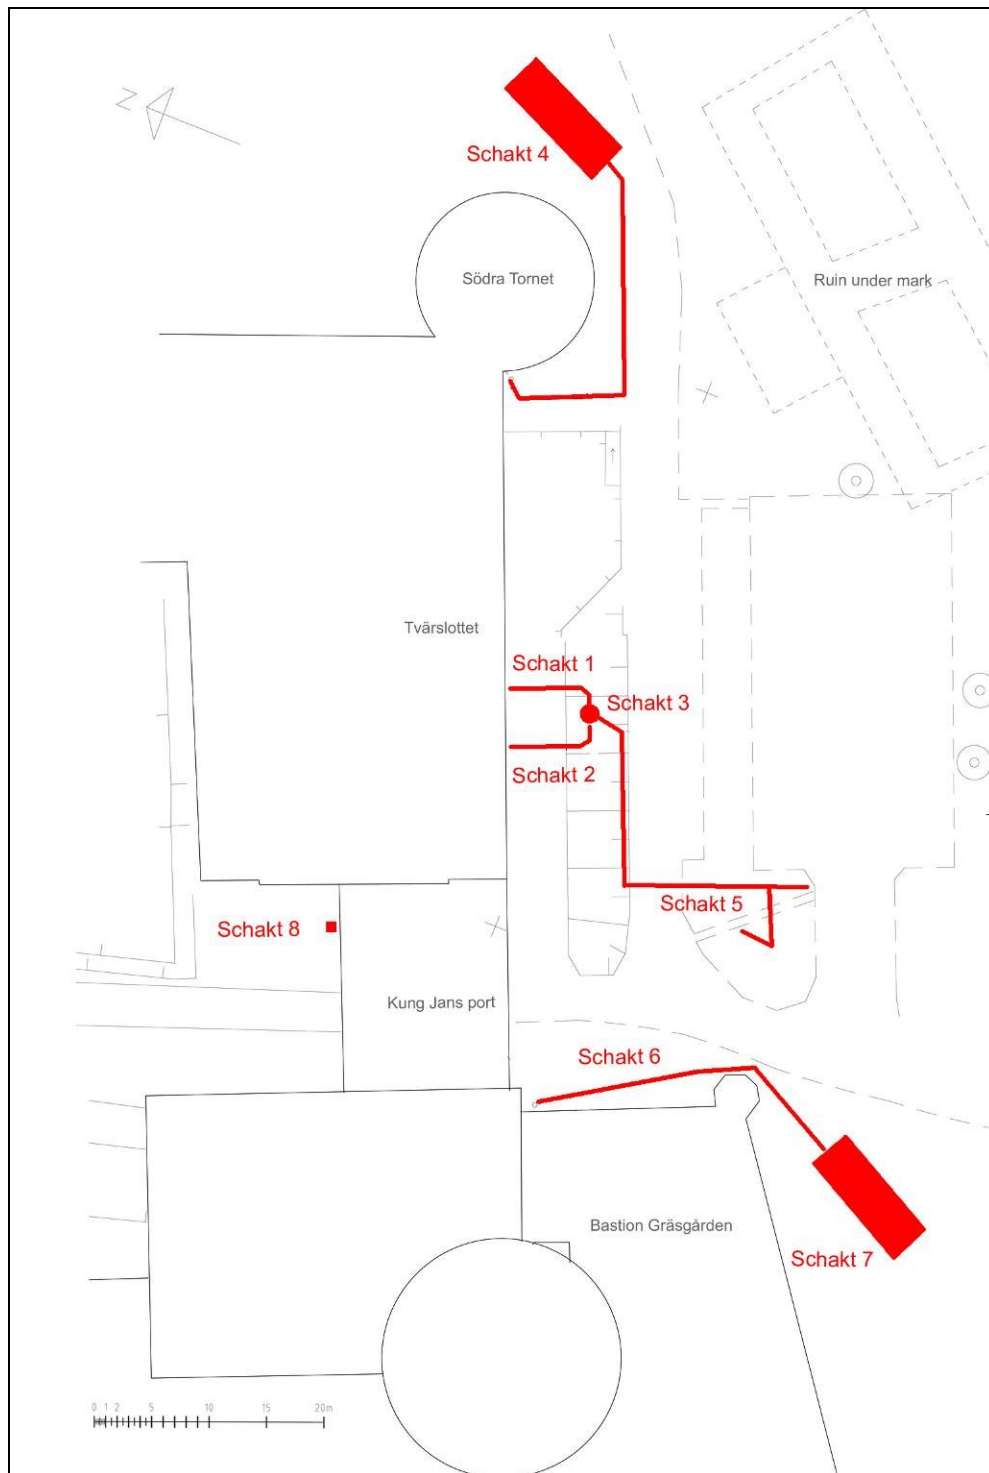 N
Schakt 4
Södra Tornet
Ruin under mark
Tvärslottet
Schakt 1
Schakt 3
Schakt 2
Schakt 5
Schakt 8
Kung Jans port
Schakt 6
Bastion Gräsgården
Schakt 7
0 1 2 5 10 15 20m